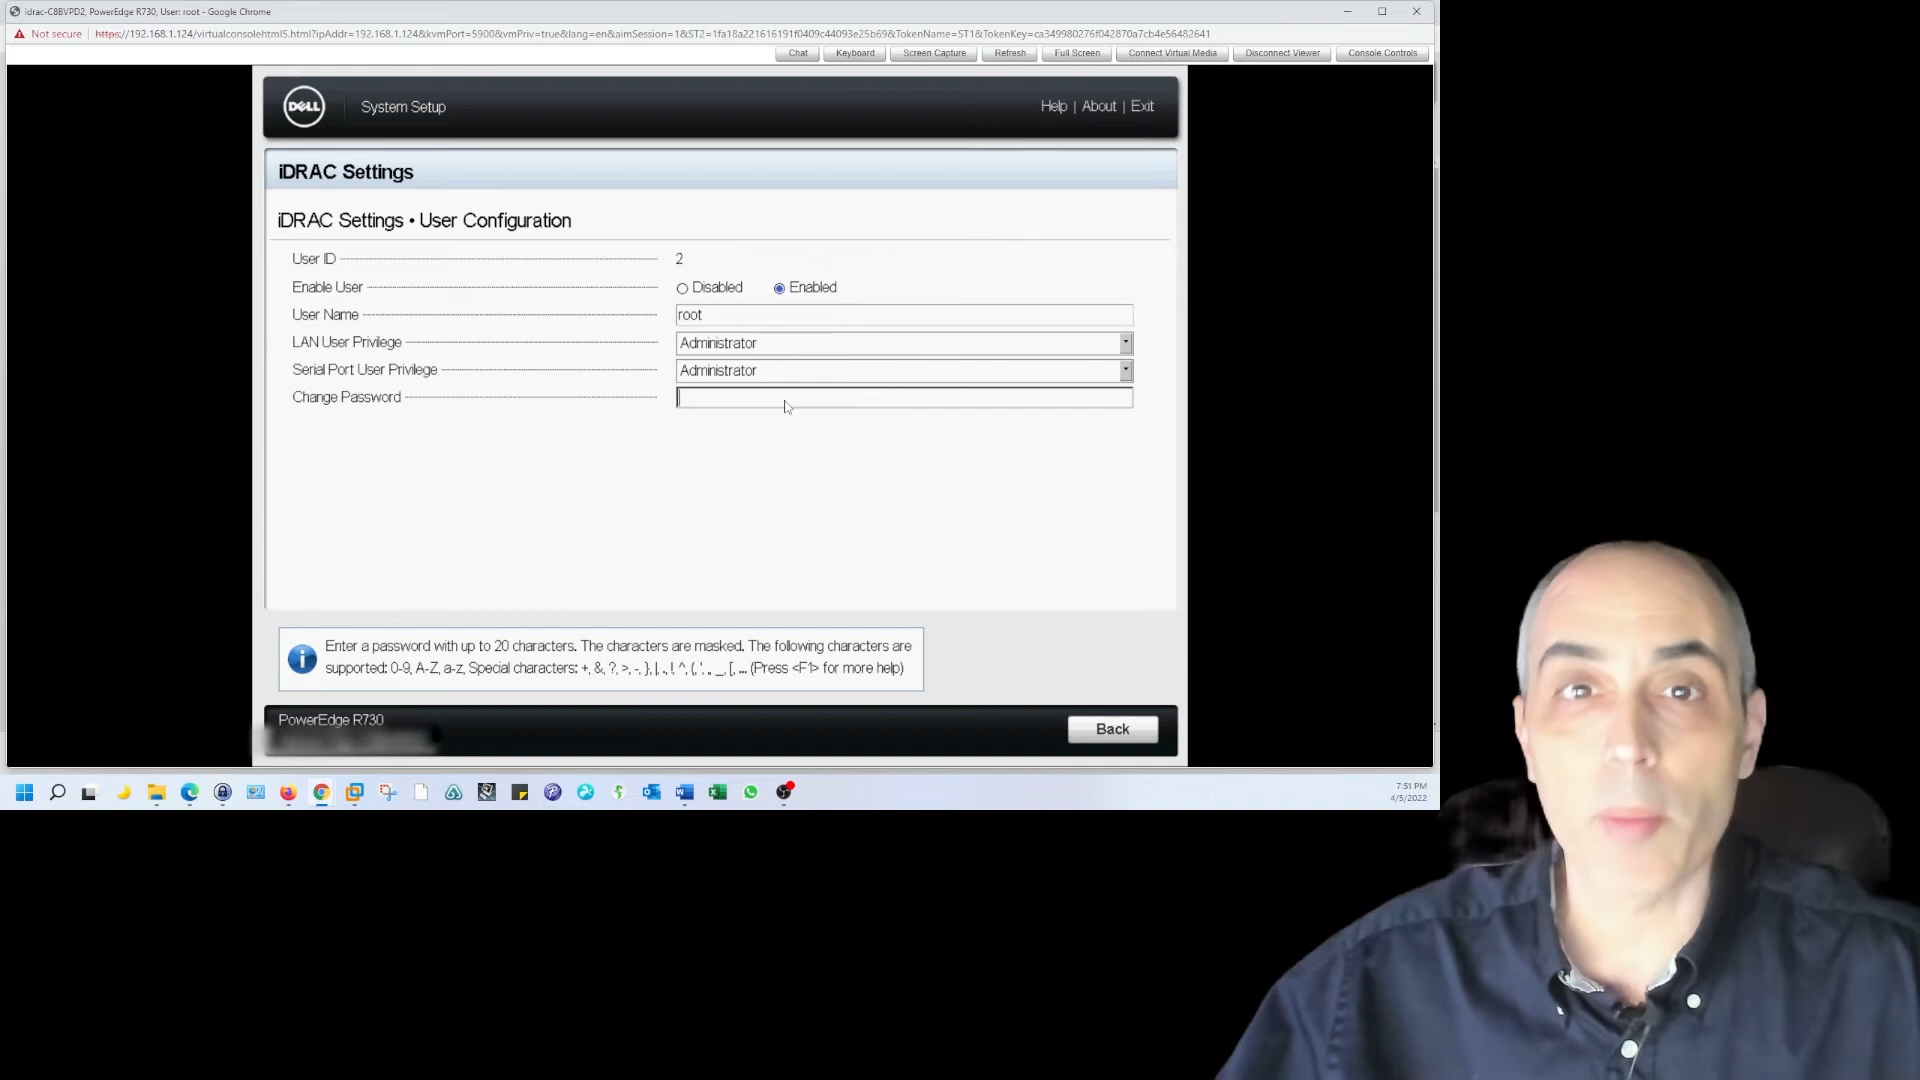 idrac-C8BVPD2, PowerEdge R730, User: root - Google Chrome
Not secure https://192.168.1.124/virtualconsolehtml5.html?ipAddr=192.168.1.124&kvmPort=5900&vmPriv=true&lang=en&aimSession=1&ST2=1fa18a221616191f0409c44093e25b69&TokenName=ST1&TokenKey=ca349980276f042870a7cb4e56482641
Chat Keyboard Screen Capture Refresh Full Screen Connect Virtual Media Disconnect Viewer Console Controls
DELL System Setup Help | About | Exit
iDRAC Settings
iDRAC Settings • User Configuration
User ID 2
Enable User Disabled Enabled
User Name root
LAN User Privilege Administrator
Serial Port User Privilege Administrator
Change Password
Enter a password with up to 20 characters. The characters are masked. The following characters are
supported: 0-9, A-Z, a-z, Special characters: +, &, ?, >, -, }, |, ., !, ^, (, ', ,, _, [, ... (Press <F1> for more help)
PowerEdge R730
Back
7:51 PM
4/5/2022